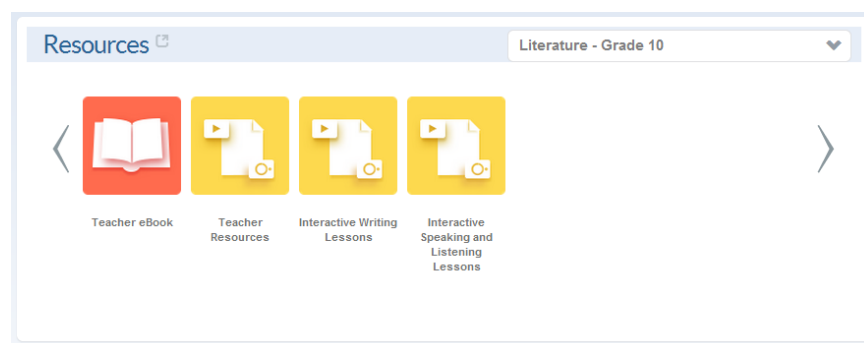 Resources
Literature - Grade 10
Teacher eBook
Teacher
Resources
Interactive Writing
Lessons
Interactive
Speaking and
Listening
Lessons